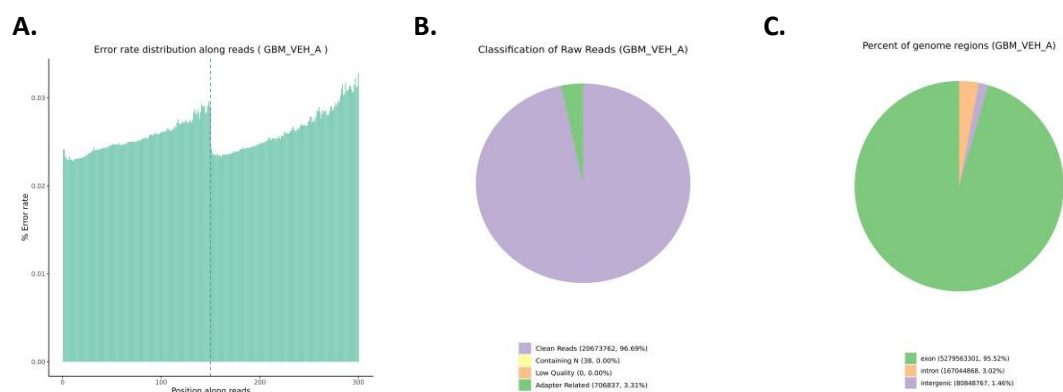 A.
Error rate distribution along reads ( GBM_VEH_A )
% Error rate
0.03
0.02
0.01
0.00
0
100
200
300
Position along reads
B.
Classification of Raw Reads (GBM_VEH_A)
Clean Reads (20673762, 96.69%)
Containing N (38, 0.00%)
Low Quality (0, 0.00%)
Adapter Related (706837, 3.31%)
C.
Percent of genome regions (GBM_VEH_A)
exon (5279563301, 95.52%)
intron (167044868, 3.02%)
intergenic (80848767, 1.46%)